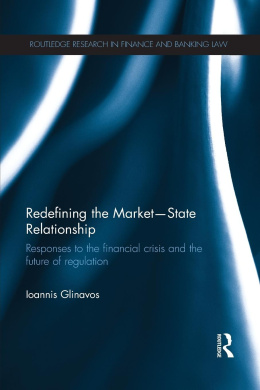 ROUTLEDGE RESEARCH IN FINANCE AND BANKING LAW
Redefining the Market—State
Relationship
Responses to the financial crisis and the
future of regulation
Ioannis Glinavos
ROUTLEDGE
Routledge